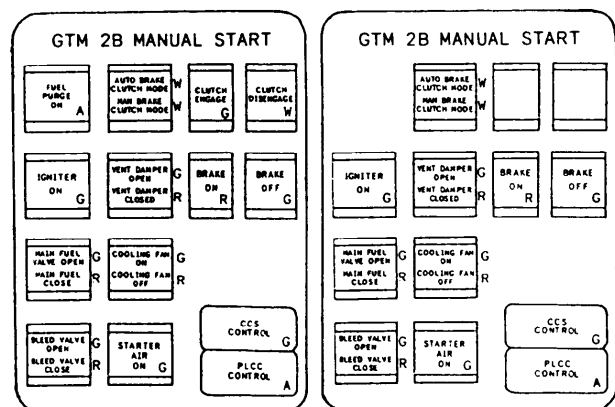 GTM 2B MANUAL START
FUEL
PURGE
ON
A
AUTO BRAKE
CLUTCH MODE
W
MAN BRAKE
CLUTCH MODE
W
CLUTCH
ENGAGE
G
CLUTCH
DISENGAGE
W
IGNITER
ON
G
VENT DAMPER
OPEN
G
VENT DAMPER
CLOSED
R
BRAKE
ON
R
BRAKE
OFF
G
MAIN FUEL
VALVE OPEN
G
MAIN FUEL
CLOSE
R
COOLING FAN
ON
G
COOLING FAN
OFF
R
BLEED VALVE
OPEN
G
BLEED VALVE
CLOSE
R
STARTER
AIR
ON
G
CCS
CONTROL
G
PLCC
CONTROL
A
GTM 2B MANUAL START
AUTO BRAKE
CLUTCH MODE
W
MAN BRAKE
CLUTCH MODE
W
IGNITER
ON
G
VENT DAMPER
OPEN
G
VENT DAMPER
CLOSED
R
BRAKE
ON
R
BRAKE
OFF
G
MAIN FUEL
VALVE OPEN
G
MAIN FUEL
CLOSE
R
COOLING FAN
ON
G
COOLING FAN
OFF
R
BLEED VALVE
OPEN
G
BLEED VALVE
CLOSE
R
STARTER
AIR
ON
G
CCS
CONTROL
G
PLCC
CONTROL
A